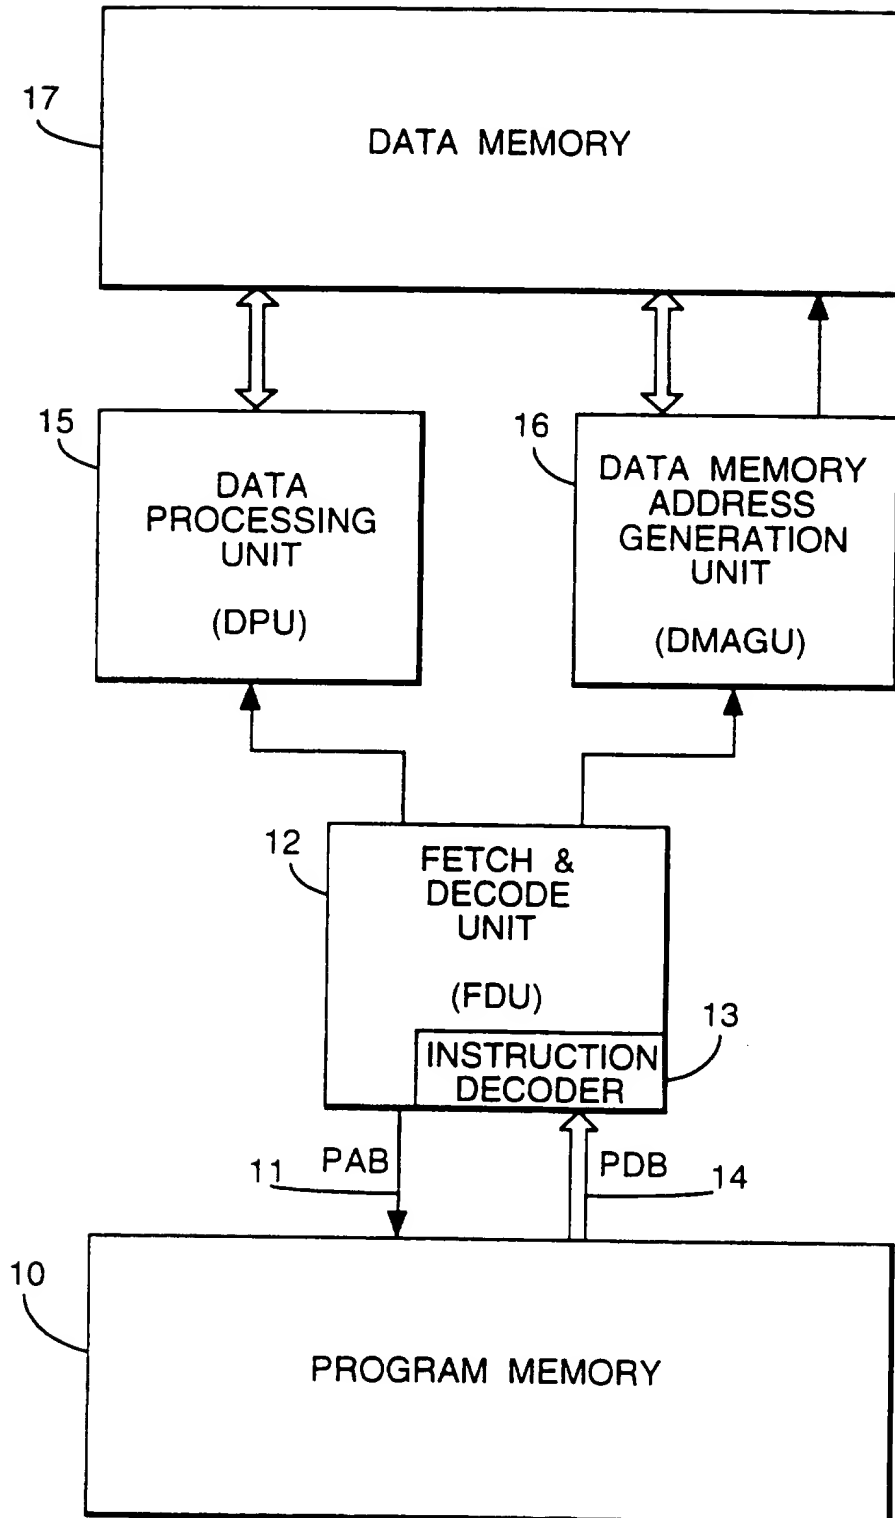 17
DATA MEMORY
15
DATA
PROCESSING
UNIT
(DPU)
16
DATA MEMORY
ADDRESS
GENERATION
UNIT
(DMAGU)
12
FETCH &
DECODE
UNIT
(FDU)
13
INSTRUCTION
DECODER
11
PAB
PDB
14
10
PROGRAM MEMORY